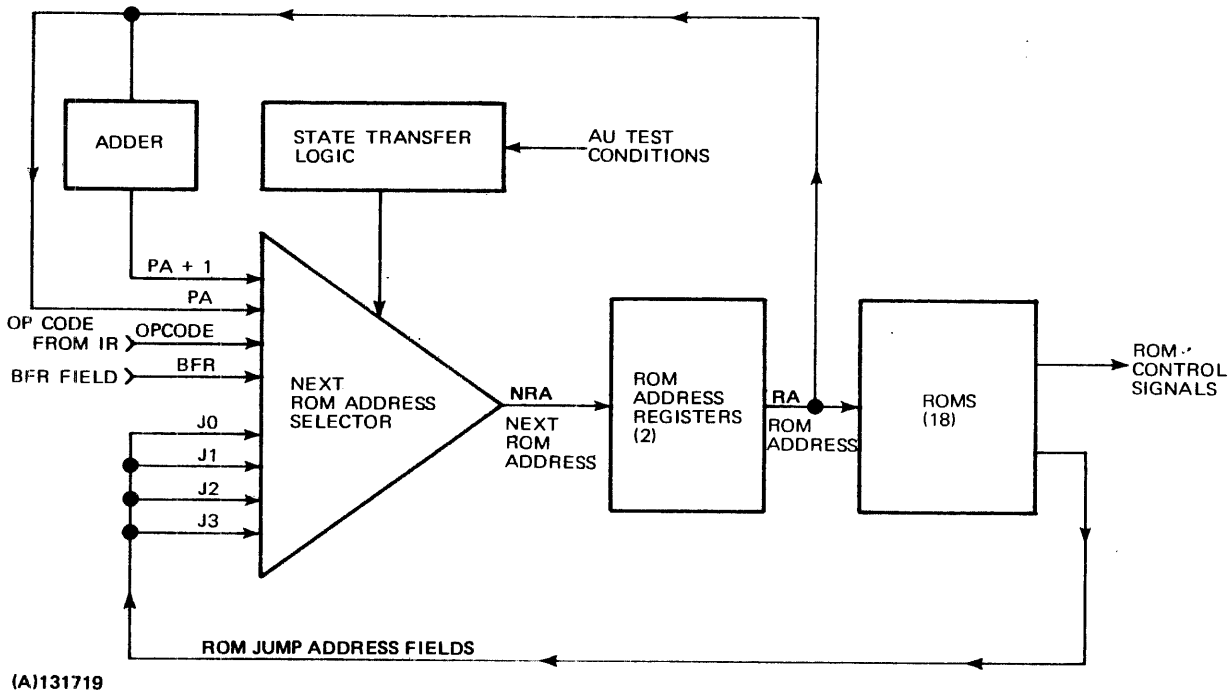 ADDER
STATE TRANSFER
LOGIC
AU TEST
CONDITIONS
PA + 1
PA
OP CODE
FROM IR
OPCODE
BFR FIELD
BFR
J0
J1
J2
J3
NEXT
ROM ADDRESS
SELECTOR
NRA
NEXT
ROM
ADDRESS
ROM
ADDRESS
REGISTERS
(2)
RA
ROM
ADDRESS
ROMS
(18)
ROM
CONTROL
SIGNALS
ROM JUMP ADDRESS FIELDS
(A)131719